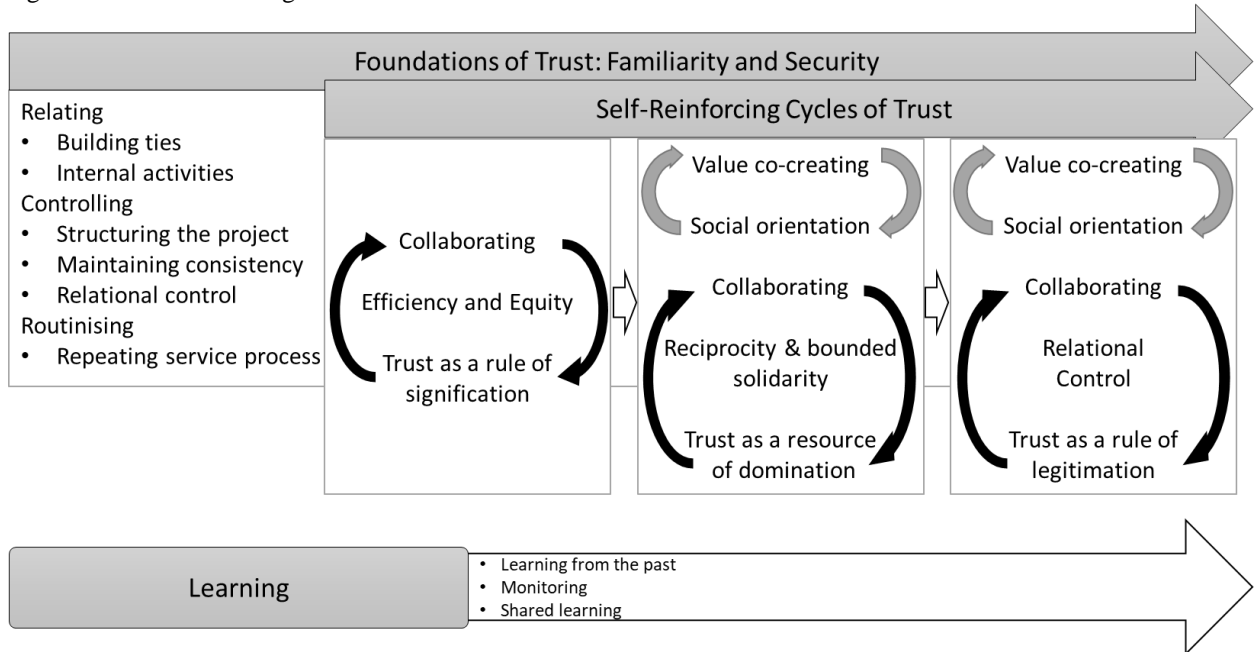 Foundations of Trust: Familiarity and Security
Self-Reinforcing Cycles of Trust
Relating
• Building ties
• Internal activities
Controlling
• Structuring the project
• Maintaining consistency
• Relational control
Routinising
• Repeating service process
Collaborating
Efficiency and Equity
Trust as a rule of
signification
Value co-creating
Social orientation
Collaborating
Reciprocity & bounded
solidarity
Trust as a resource
of domination
Value co-creating
Social orientation
Collaborating
Relational
Control
Trust as a rule of
legitimation
Learning
• Learning from the past
• Monitoring
• Shared learning